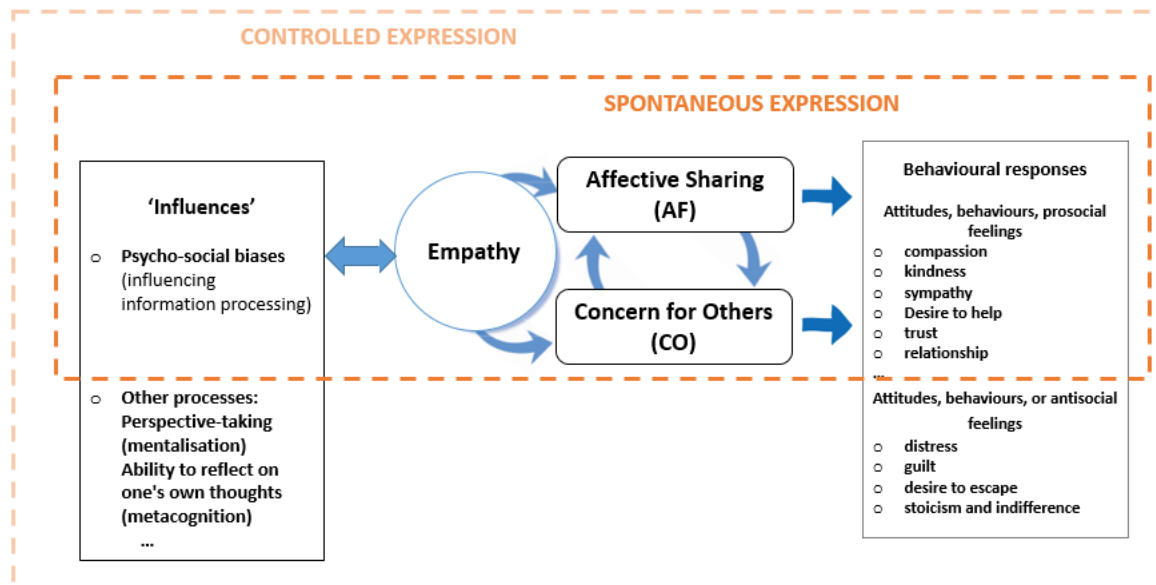 CONTROLLED EXPRESSION
SPONTANEOUS EXPRESSION
‘Influences’
o Psycho-social biases
(influencing
information processing)
o Other processes:
Perspective-taking
(mentalisation)
Ability to reflect on
one's own thoughts
(metacognition)
...
Empathy
Affective Sharing
(AF)
Concern for Others
(CO)
Behavioural responses
Attitudes, behaviours, prosocial
feelings
o compassion
o kindness
o sympathy
o Desire to help
o trust
o relationship
...
Attitudes, behaviours, or antisocial
feelings
o distress
o guilt
o desire to escape
o stoicism and indifference